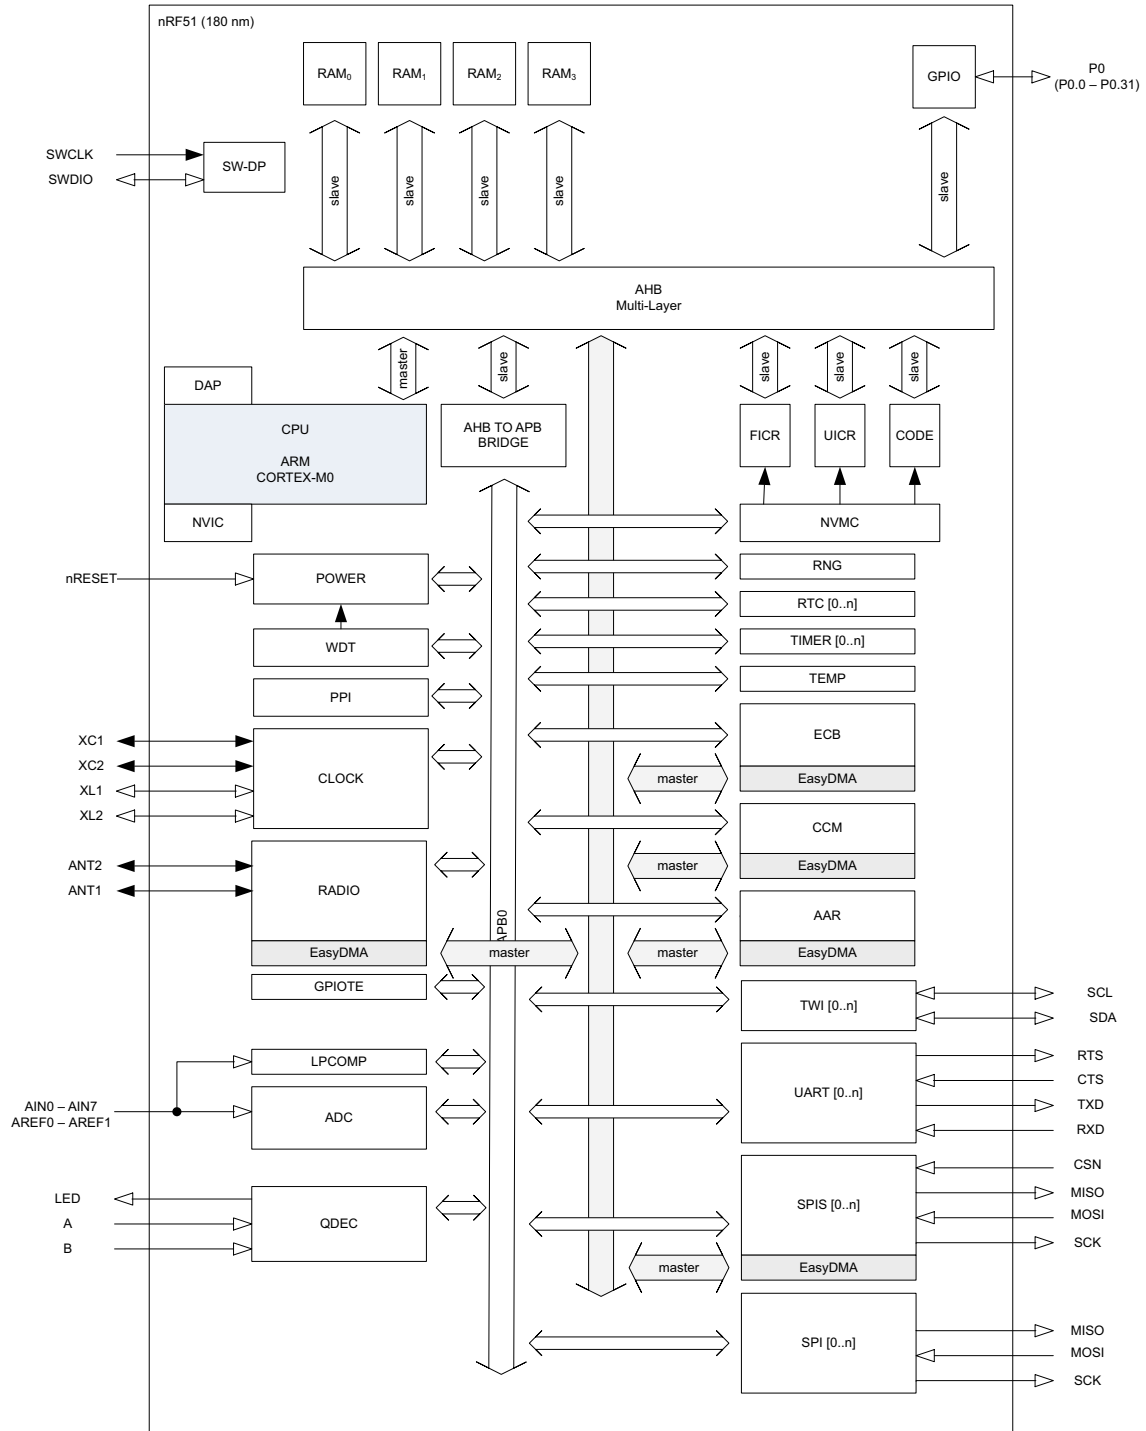 nRF51 (180 nm)
RAM0 RAM1 RAM2 RAM3
GPIO
P0
(P0.0 – P0.31)
SWCLK
SWDIO
SW-DP
slave slave slave slave slave
AHB
Multi-Layer
master slave slave slave slave
DAP
CPU
ARM
CORTEX-M0
NVIC
AHB TO APB
BRIDGE
FICR UICR CODE
NVMC
nRESET
POWER
RNG
RTC [0..n]
WDT
TIMER [0..n]
PPI
TEMP
XC1
XC2
XL1
XL2
CLOCK
ECB
master
EasyDMA
CCM
master
EasyDMA
ANT2
ANT1
RADIO
EasyDMA
APB0
master
AAR
master
EasyDMA
GPIOTE
TWI [0..n]
SCL
SDA
LPCOMP
AIN0 – AIN7
AREF0 – AREF1
ADC
UART [0..n]
RTS
CTS
TXD
RXD
LED
A
B
QDEC
SPIS [0..n]
CSN
MISO
MOSI
SCK
master
EasyDMA
SPI [0..n]
MISO
MOSI
SCK